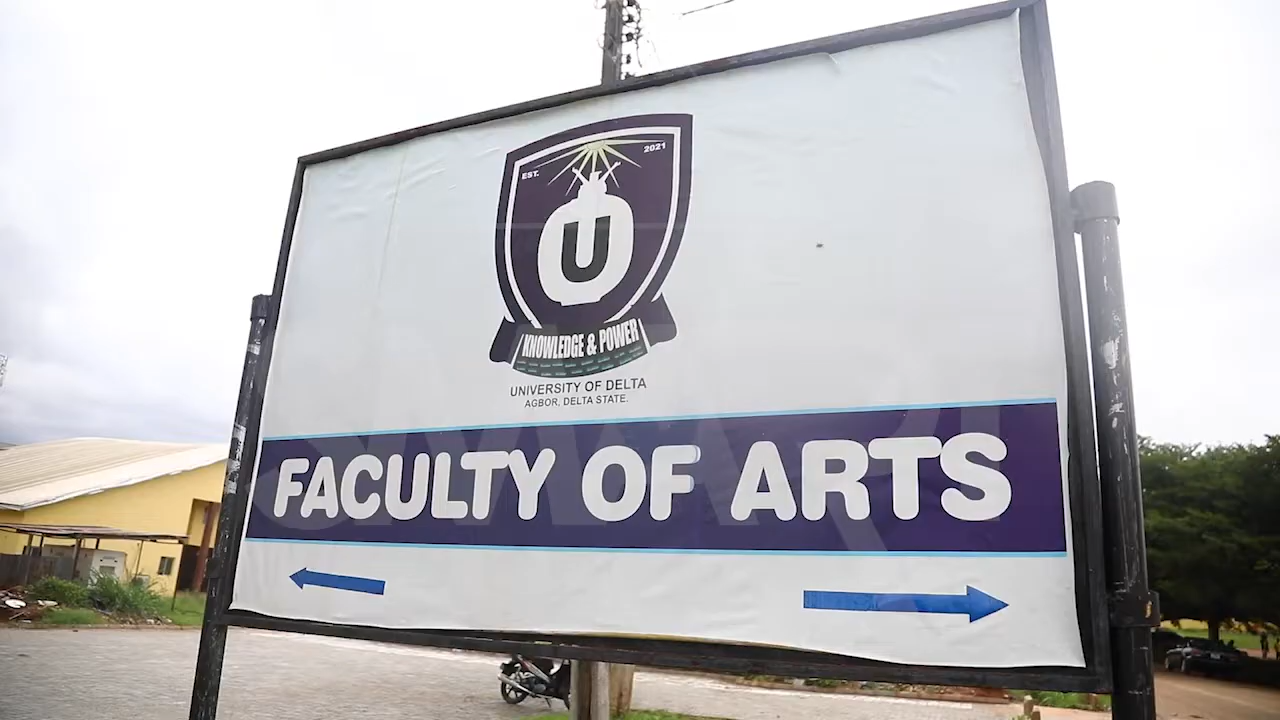 EST. 2021
U
KNOWLEDGE & POWER
UNIVERSITY OF DELTA
AGBOR, DELTA STATE.
FACULTY OF ARTS